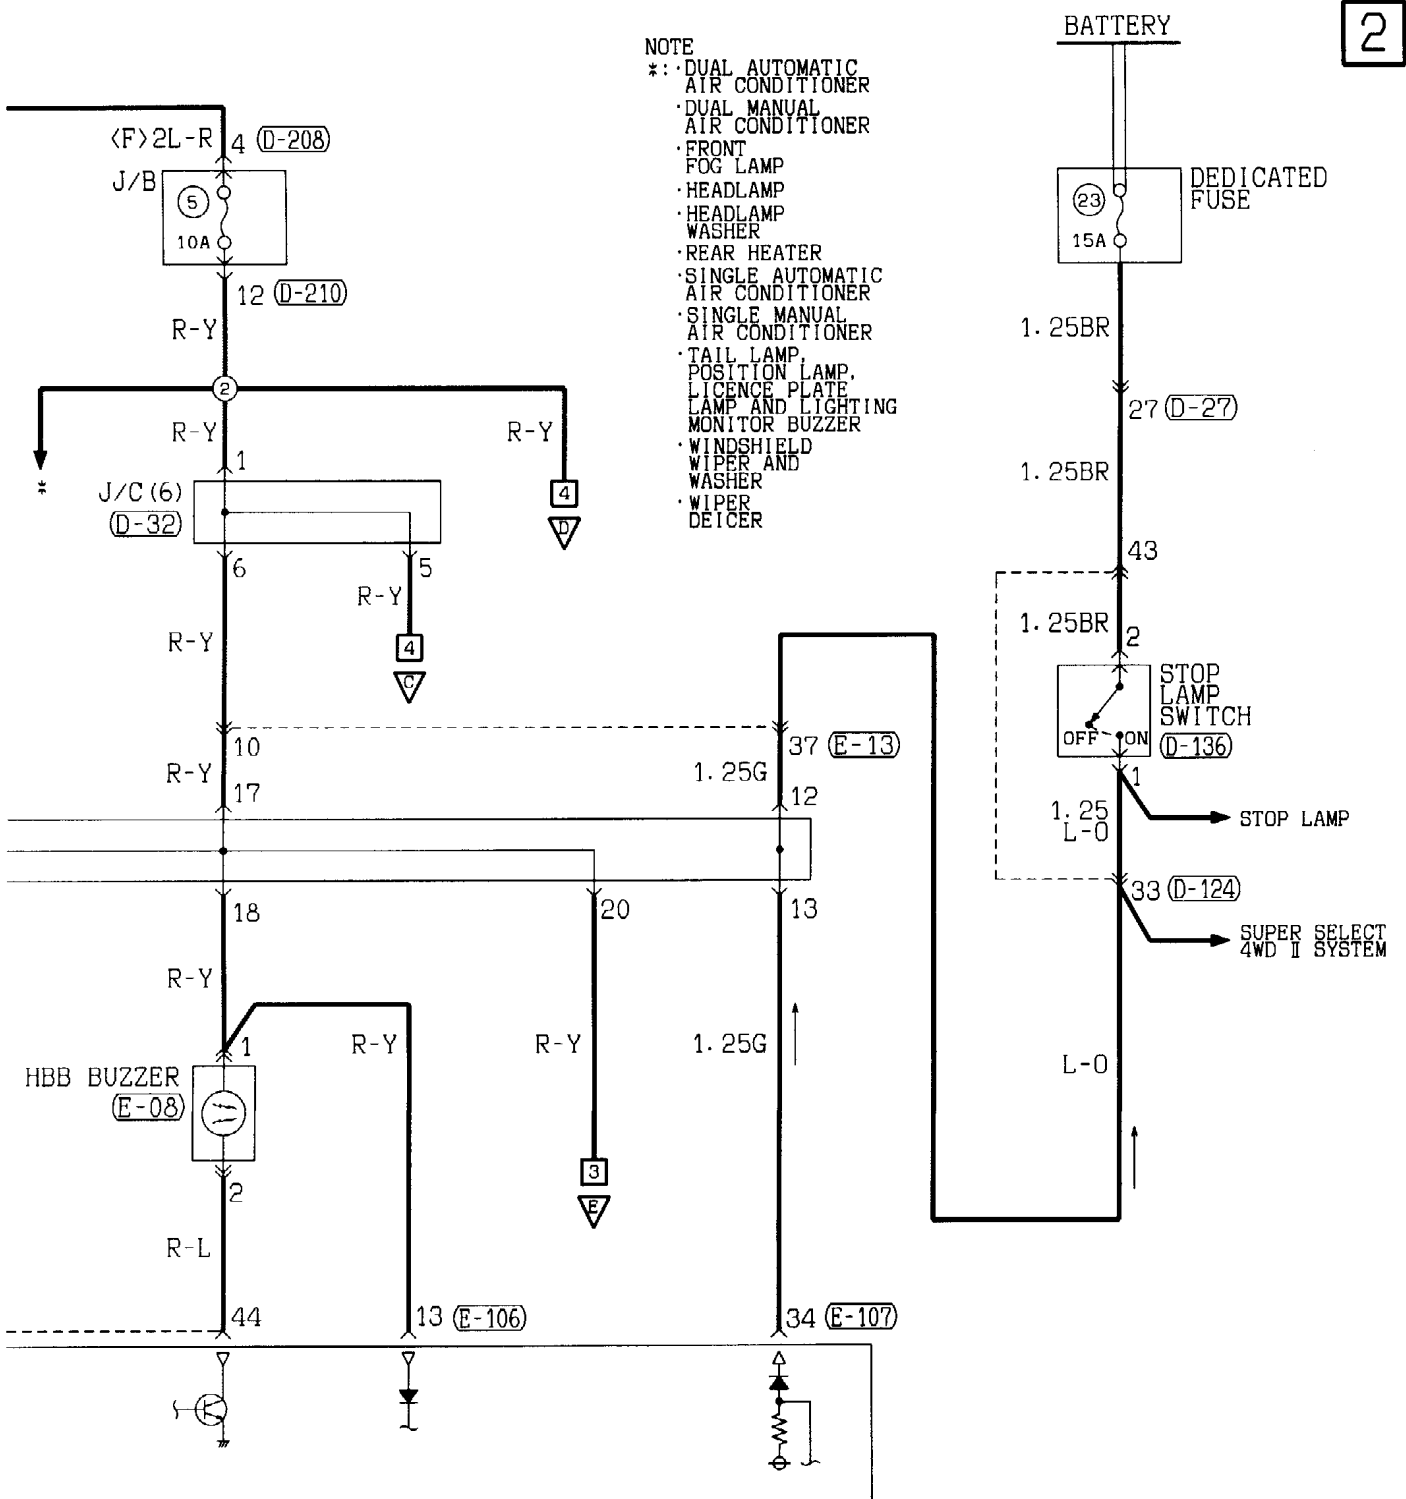 2
BATTERY
NOTE
*:·DUAL AUTOMATIC
AIR CONDITIONER
·DUAL MANUAL
AIR CONDITIONER
·FRONT
FOG LAMP
·HEADLAMP
·HEADLAMP
WASHER
·REAR HEATER
·SINGLE AUTOMATIC
AIR CONDITIONER
·SINGLE MANUAL
AIR CONDITIONER
·TAIL LAMP,
POSITION LAMP,
LICENCE PLATE
LAMP AND LIGHTING
MONITOR BUZZER
·WINDSHIELD
WIPER AND
WASHER
·WIPER
DEICER
<F>2L-R 4 (D-208)
J/B
5
10A
12 (D-210)
R-Y
2
*
R-Y
R-Y
1
J/C(6)
(D-32)
4
D
6
5
R-Y
4
C
R-Y
DEDICATED
FUSE
23
15A
1.25BR
27 (D-27)
1.25BR
43
1.25BR
2
STOP
LAMP
SWITCH
OFF
ON
(D-136)
1
1.25
L-O
STOP LAMP
33 (D-124)
SUPER SELECT
4WD II SYSTEM
L-O
10
37 (E-13)
R-Y
1.25G
17
12
18
20
13
R-Y
1
R-Y
R-Y
1.25G
HBB BUZZER
(E-08)
2
3
E
R-L
44
13 (E-106)
34 (E-107)